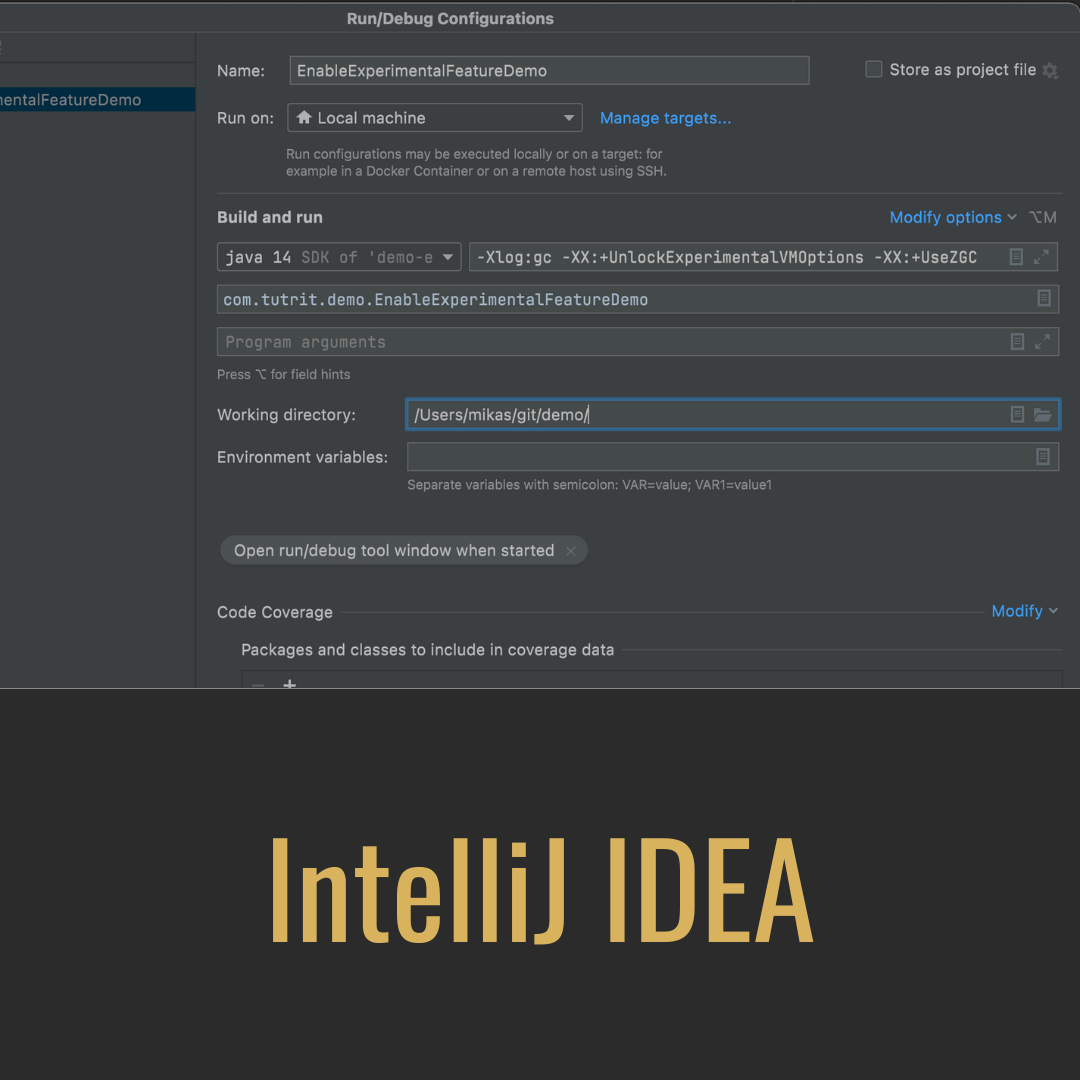 Run/Debug Configurations
mentalFeatureDemo
Name: EnableExperimentalFeatureDemo Store as project file
Run on: Local machine Manage targets...
Run configurations may be executed locally or on a target: for
example in a Docker Container or on a remote host using SSH.
Build and run Modify options ⌥M
java 14 SDK of 'demo-e -Xlog:gc -XX:+UnlockExperimentalVMOptions -XX:+UseZGC
com.tutrit.demo.EnableExperimentalFeatureDemo
Program arguments
Press ⌥ for field hints
Working directory: /Users/mikas/git/demo/
Environment variables:
Separate variables with semicolon: VAR=value; VAR1=value1
Open run/debug tool window when started
Code Coverage Modify
Packages and classes to include in coverage data
IntelliJ IDEA